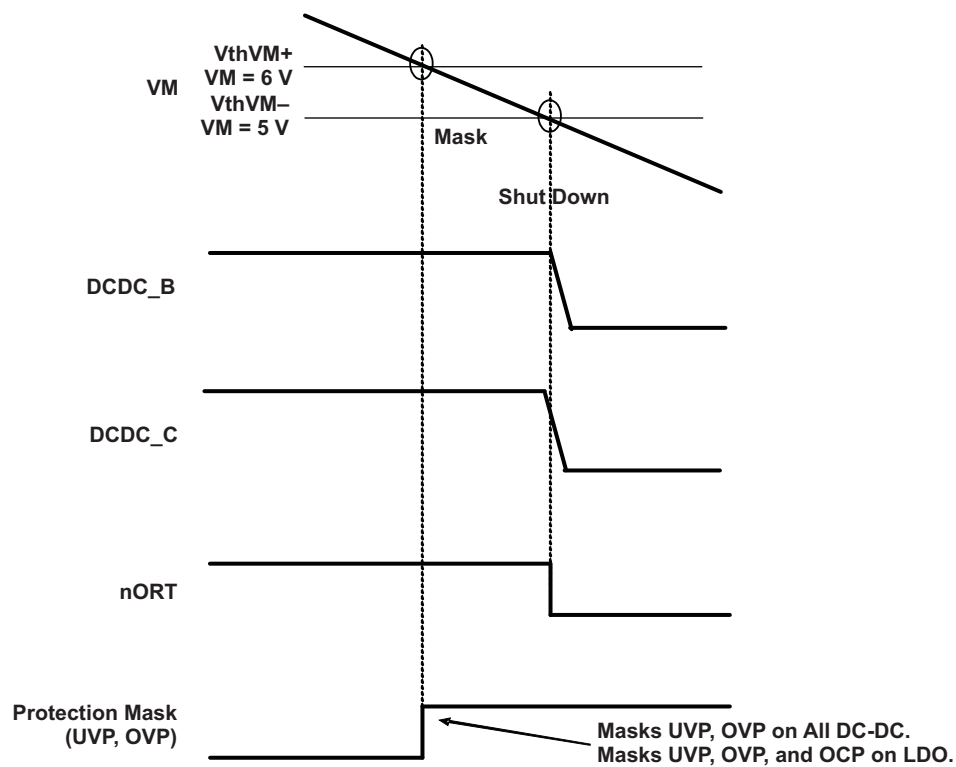 VthVM+
VM = 6 V
VM
VthVM–
VM = 5 V
Mask
Shut Down
DCDC_B
DCDC_C
nORT
Protection Mask
(UVP, OVP)
Masks UVP, OVP on All DC-DC.
Masks UVP, OVP, and OCP on LDO.